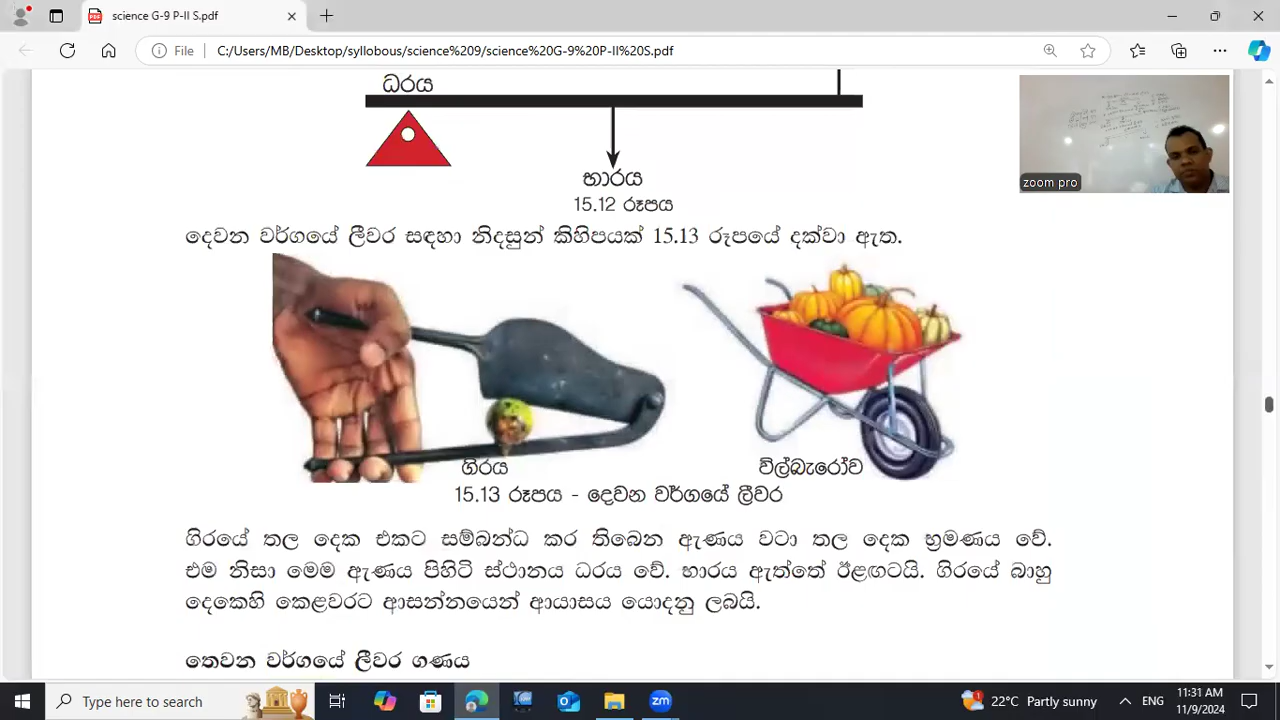 science G-9 P-II S.pdf
File
C:/Users/MB/Desktop/syllobous/science%209/science%20G-9%20P-II%20S.pdf
ධරය
භාරය
15.12 රූපය
zoom pro
දෙවන වර්ගයේ ලීවර සඳහා නිදසුන් කිහිපයක් 15.13 රූපයේ දක්වා ඇත.
ගිරය
විල්බැරෝව
15.13 රූපය - දෙවන වර්ගයේ ලීවර
ගිරයේ තල දෙක එකට සම්බන්ධ කර තිබෙන ඇණය වටා තල දෙක භ්‍රමණය වේ.
එම නිසා මෙම ඇණය පිහිටි ස්ථානය ධරය වේ. භාරය ඇත්තේ ඊළඟටයි. ගිරයේ බාහු
දෙකෙහි කෙළවරට ආසන්නයෙන් ආයාසය යොදනු ලබයි.
තෙවන වර්ගයේ ලීවර ගණය
Type here to search
22°C Partly sunny
ENG
11:31 AM
11/9/2024